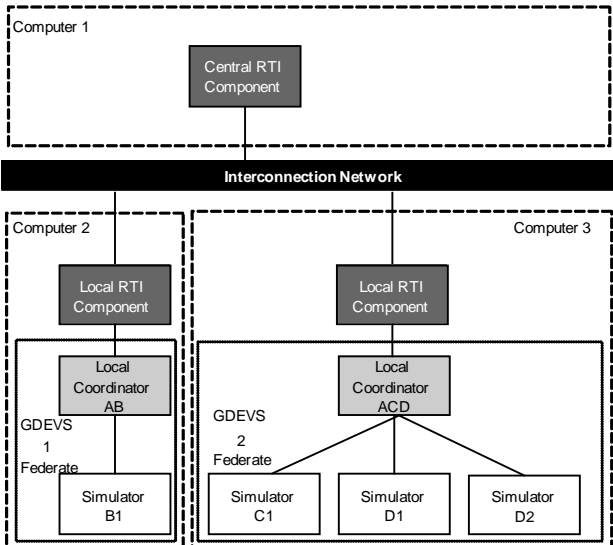 Computer 1
Central RTI
Component
Interconnection Network
Computer 2
Computer 3
Local RTI
Component
Local RTI
Component
Local
Coordinator
AB
Local
Coordinator
ACD
GDEVS
1
Federate
GDEVS
2
Federate
Simulator
B1
Simulator
C1
Simulator
D1
Simulator
D2